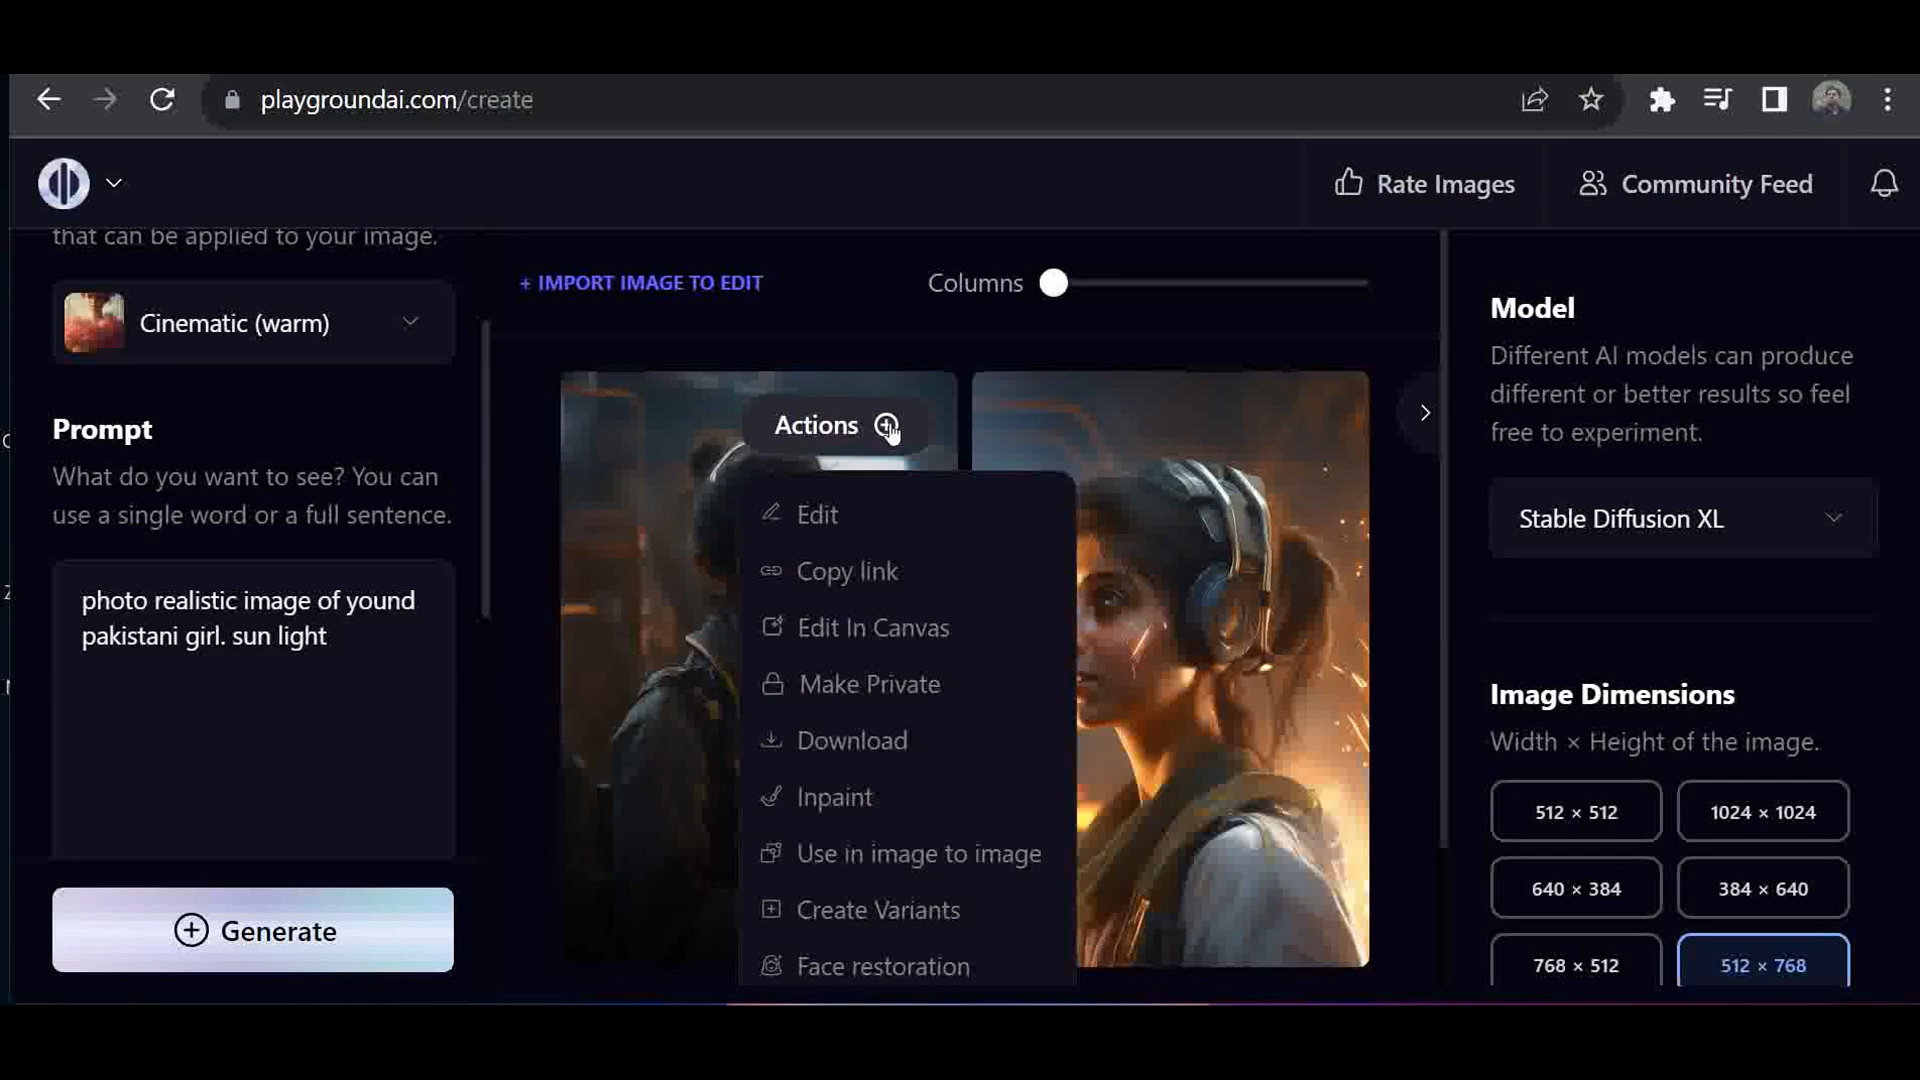 playgroundai.com/create
Rate Images
Community Feed
that can be applied to your image.
Cinematic (warm)
Prompt
What do you want to see? You can
use a single word or a full sentence.
photo realistic image of yound
pakistani girl. sun light
Generate
+ IMPORT IMAGE TO EDIT
Columns
Actions
Edit
Copy link
Edit In Canvas
Make Private
Download
Inpaint
Use in image to image
Create Variants
Face restoration
Model
Different AI models can produce
different or better results so feel
free to experiment.
Stable Diffusion XL
Image Dimensions
Width × Height of the image.
512 × 512
1024 × 1024
640 × 384
384 × 640
768 × 512
512 × 768